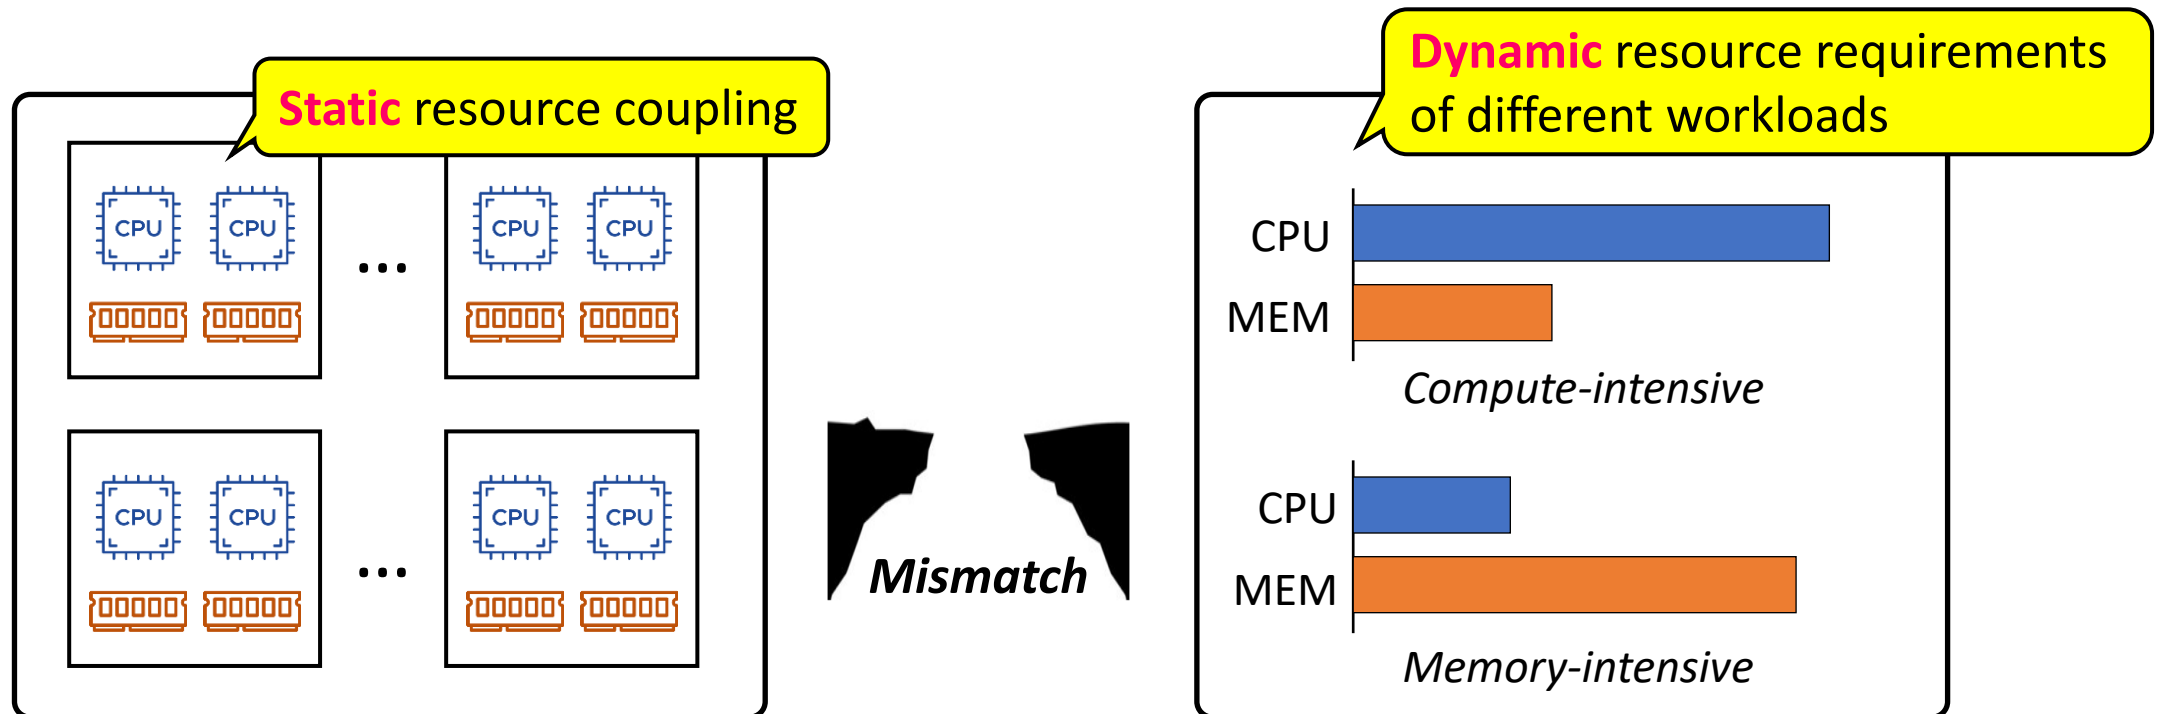 Static resource coupling
CPU CPU ... CPU CPU
CPU CPU ... CPU CPU
Mismatch
Dynamic resource requirements
of different workloads
CPU
MEM
Compute-intensive
CPU
MEM
Memory-intensive